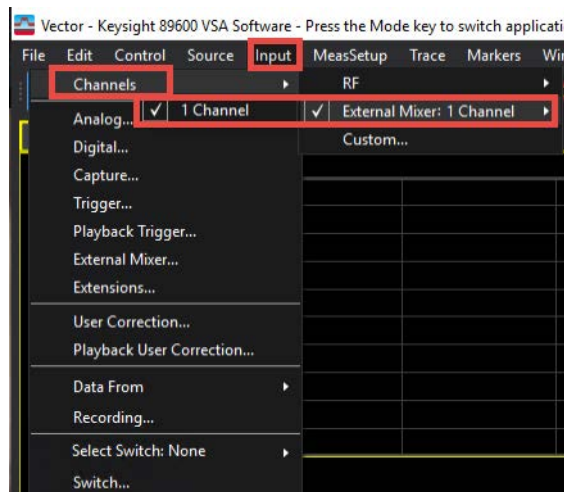 Vector - Keysight 89600 VSA Software - Press the Mode key to switch applicati
File Edit Control Source Input MeasSetup Trace Markers Wi
Channels
RF
Analog...
✓ 1 Channel
✓ External Mixer: 1 Channel
Digital...
Custom...
Capture...
Trigger...
Playback Trigger...
External Mixer...
Extensions...
User Correction...
Playback User Correction...
Data From
Recording...
Select Switch: None
Switch...